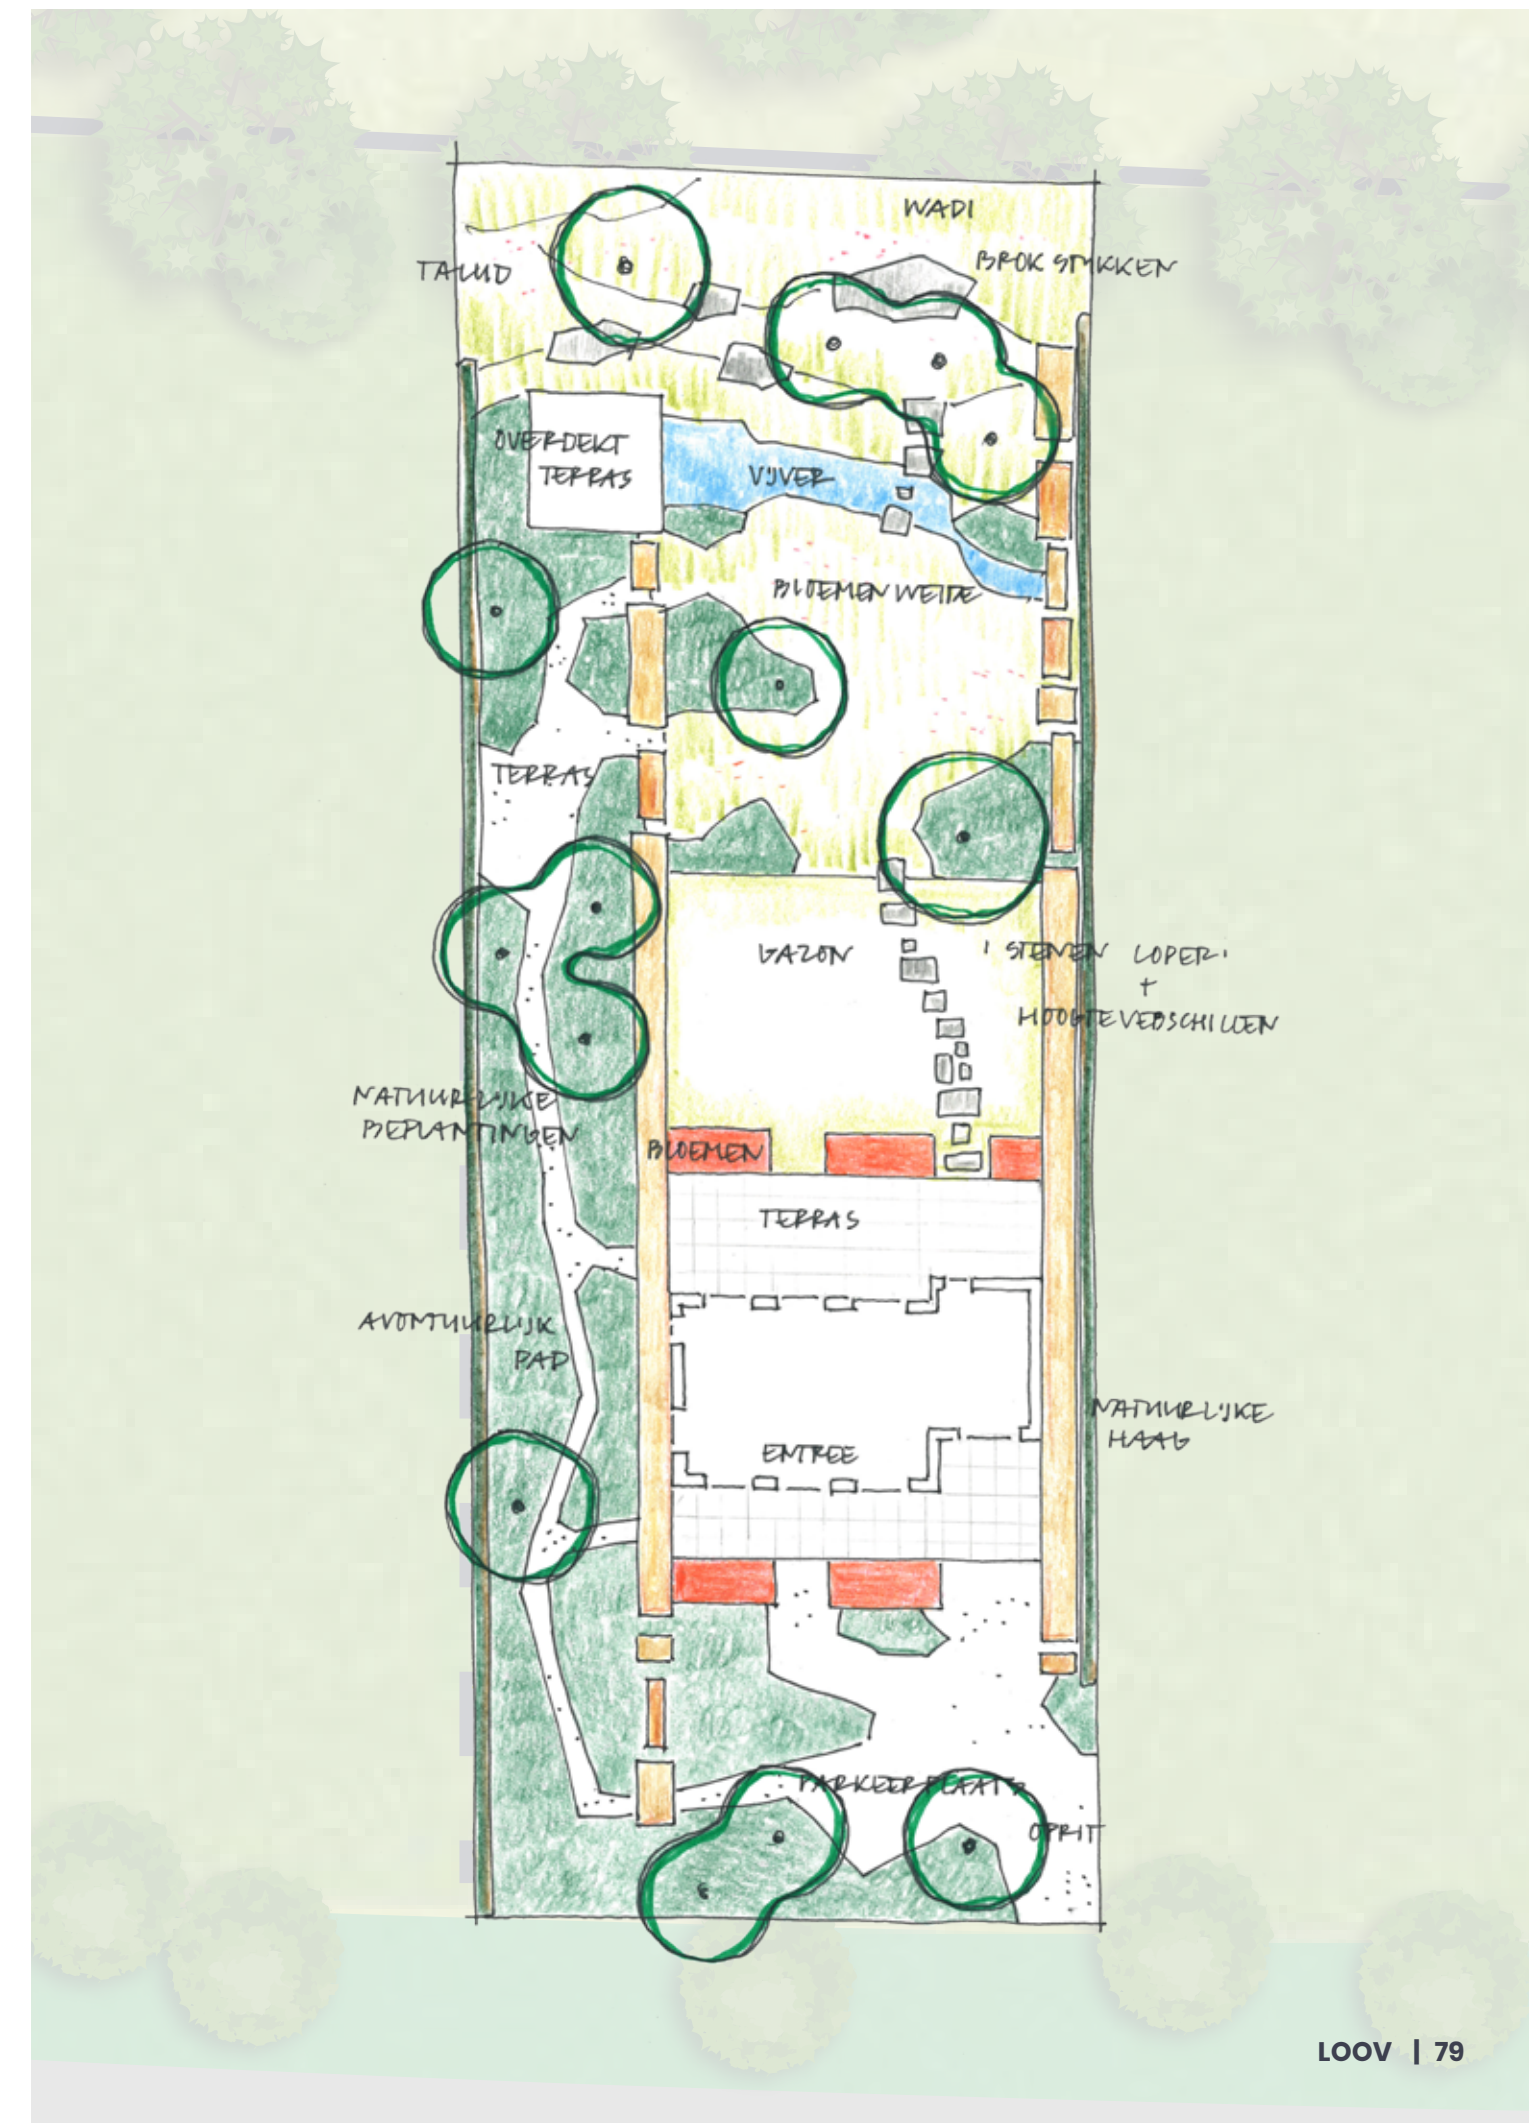 WADI
TALUD
BROKSTUKKEN
OVERDEKT
TERRAS
VIJVER
BLOEMENWEIDE
TERRAS
GAZON
'STENEN LOPER'
+
HOOGTEVERSCHILLEN
NATUURLIJKE
BEPLANTINGEN
BLOEMEN
TERRAS
AVONTUURLIJK
PAD
NATUURLIJKE
HAAG
ENTREE
PARKEERPLAATS
OPRIT
LOOV | 79